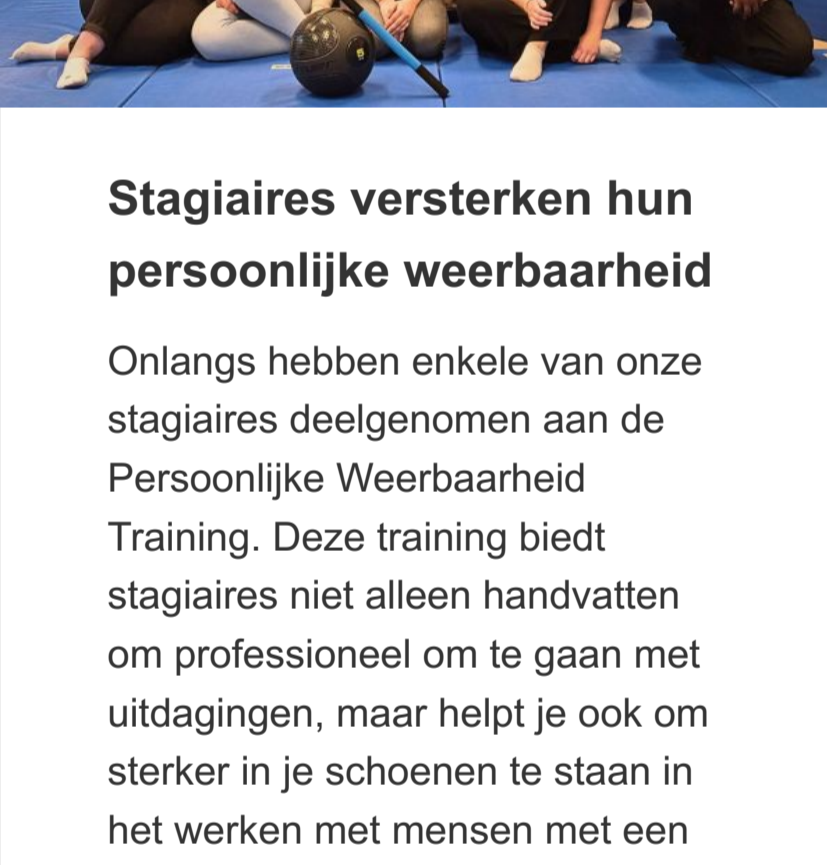 Stagiaires versterken hun
persoonlijke weerbaarheid
Onlangs hebben enkele van onze
stagiaires deelgenomen aan de
Persoonlijke Weerbaarheid
Training. Deze training biedt
stagiaires niet alleen handvatten
om professioneel om te gaan met
uitdagingen, maar helpt je ook om
sterker in je schoenen te staan in
het werken met mensen met een